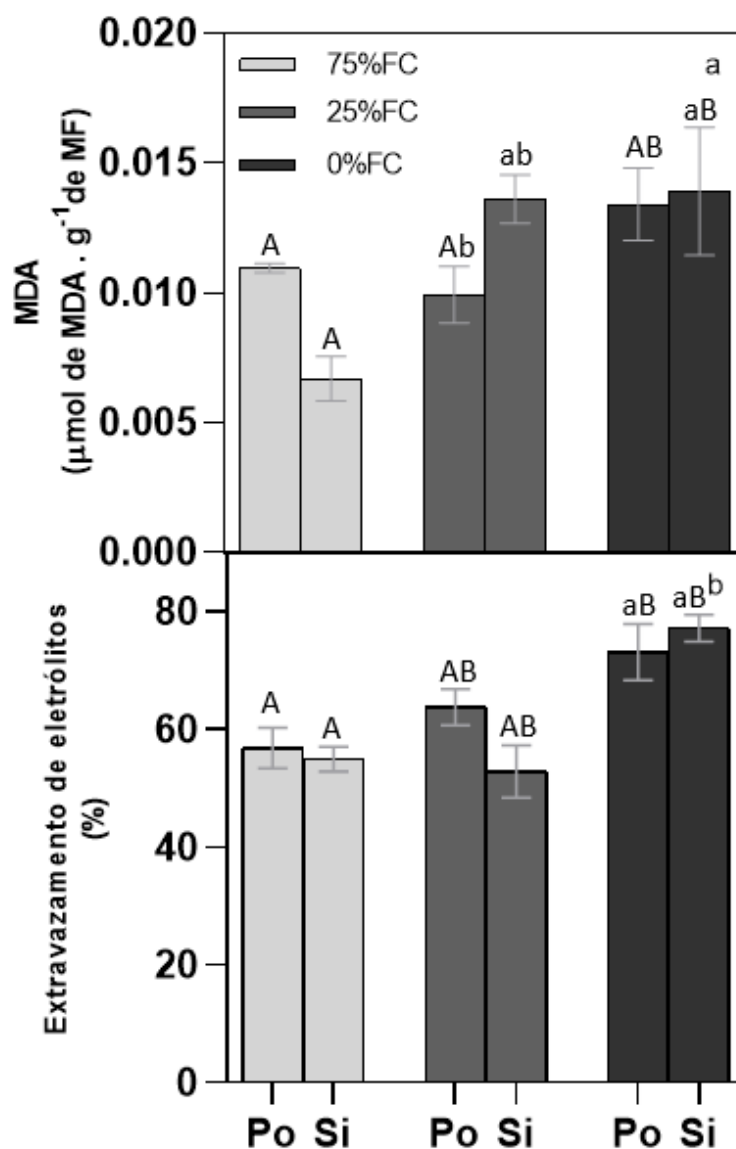 0.020
75%FC
a
25%FC
0%FC
aB
0.015
ab
AB
MDA
(μmol de MDA . g⁻¹ de MF)
A
Ab
0.010
A
0.005
0.000
80
aB
aB
b
A
A
AB
AB
60
Extravazamento de eletrólitos
(%)
40
20
0
Po Si Po Si Po Si